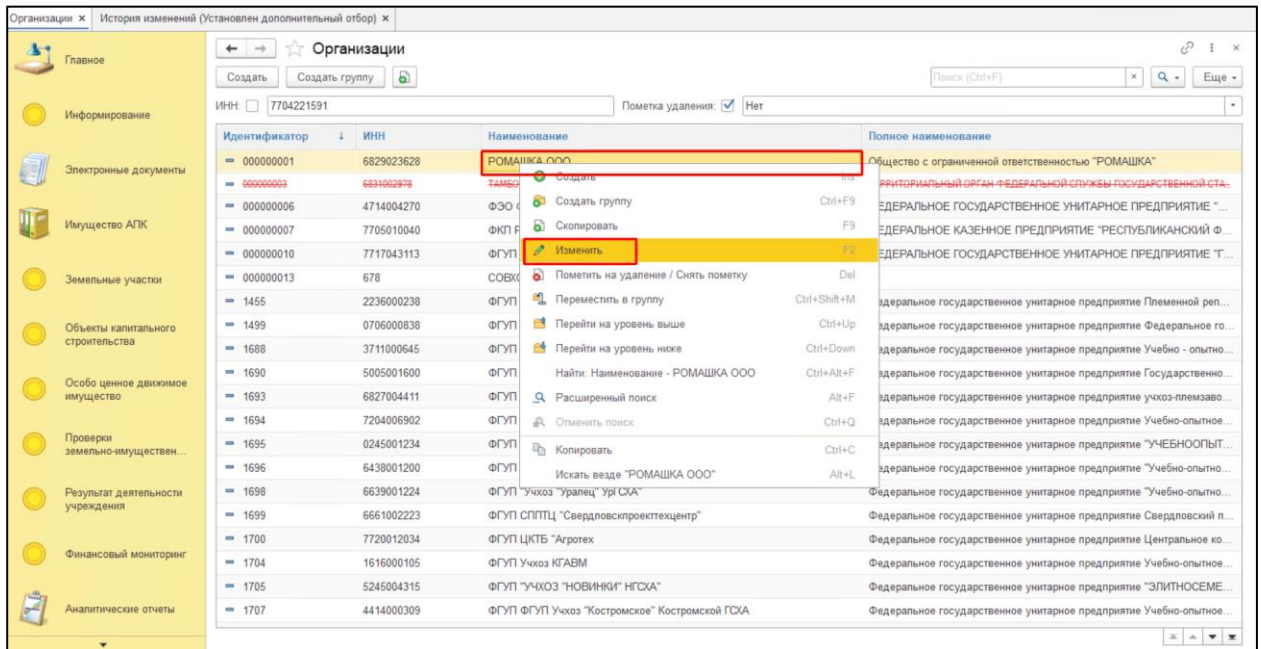 Организации × История изменений (Установлен дополнительный отбор) ×
Главное
Информирование
Электронные документы
Имущество АПК
Земельные участки
Объекты капитального
строительства
Особо ценное движимое
имущество
Проверки
земельно-имуществен...
Результат деятельности
учреждения
Финансовый мониторинг
Аналитические отчеты
Организации
Создать Создать группу Поиск (Ctrl+F) × Еще
ИНН: 7704221591 Пометка удаления: Нет
Идентификатор ↓ ИНН Наименование Полное наименование
000000001 6829023628 РОМАШКА ООО Общество с ограниченной ответственностью "РОМАШКА"
000000003 6831002978 ОРГАН ФЕДЕРАЛЬНОЙ СЛУЖБЫ ГОСУДАРСТВЕННОЙ СТА...
000000006 4714004270 ФЭО ЕДЕРАЛЬНОЕ ГОСУДАРСТВЕННОЕ УНИТАРНОЕ ПРЕДПРИЯТИЕ "...
000000007 7705010040 ФКП ЕДЕРАЛЬНОЕ КАЗЕННОЕ ПРЕДПРИЯТИЕ "РЕСПУБЛИКАНСКИЙ Ф...
000000010 7717043113 ФГУП ЕДЕРАЛЬНОЕ ГОСУДАРСТВЕННОЕ УНИТАРНОЕ ПРЕДПРИЯТИЕ "Г...
000000013 678 СОВХ
1455 2236000238 ФГУП едеральное государственное унитарное предприятие Племенной реп...
1499 0706000838 ФГУП едеральное государственное унитарное предприятие Федеральное го...
1688 3711000645 ФГУП едеральное государственное унитарное предприятие Учебно - опытно...
1690 5005001600 ФГУП едеральное государственное унитарное предприятие Государственно...
1693 6827004411 ФГУП едеральное государственное унитарное предприятие учхоз-племзаво...
1694 7204006902 ФГУП едеральное государственное унитарное предприятие Учебно-опытное...
1695 0245001234 ФГУП едеральное государственное унитарное предприятие "УЧЕБНООПЫТ...
1696 6438001200 ФГУП едеральное государственное унитарное предприятие "Учебно-опытно...
1698 6639001224 ФГУП "Учхоз "Уралец" УрГСХА" Федеральное государственное унитарное предприятие "Учебно-опытно...
1699 6661002223 ФГУП СППТЦ "Свердловскпроекттехцентр" Федеральное государственное унитарное предприятие Свердловский п...
1700 7720012034 ФГУП ЦКТБ "Агротех Федеральное государственное унитарное предприятие Центральное ко...
1704 1616000105 ФГУП Учхоз КГАВМ Федеральное государственное унитарное предприятие Учебно-опытное...
1705 5245004315 ФГУП "УЧХОЗ "НОВИНКИ" НГСХА" Федеральное государственное унитарное предприятие "ЭЛИТНОСЕМЕ...
1707 4414000309 ФГУП ФГУП Учхоз "Костромское" Костромской ГСХА Федеральное государственное унитарное предприятие Учебно-опытное...
Создать Ins
Создать группу Ctrl+F9
Скопировать F9
Изменить F2
Пометить на удаление / Снять пометку Del
Переместить в группу Ctrl+Shift+M
Перейти на уровень выше Ctrl+Up
Перейти на уровень ниже Ctrl+Down
Найти: Наименование - РОМАШКА ООО Ctrl+Alt+F
Расширенный поиск Alt+F
Отменить поиск Ctrl+Q
Копировать Ctrl+C
Искать везде "РОМАШКА ООО" Alt+L